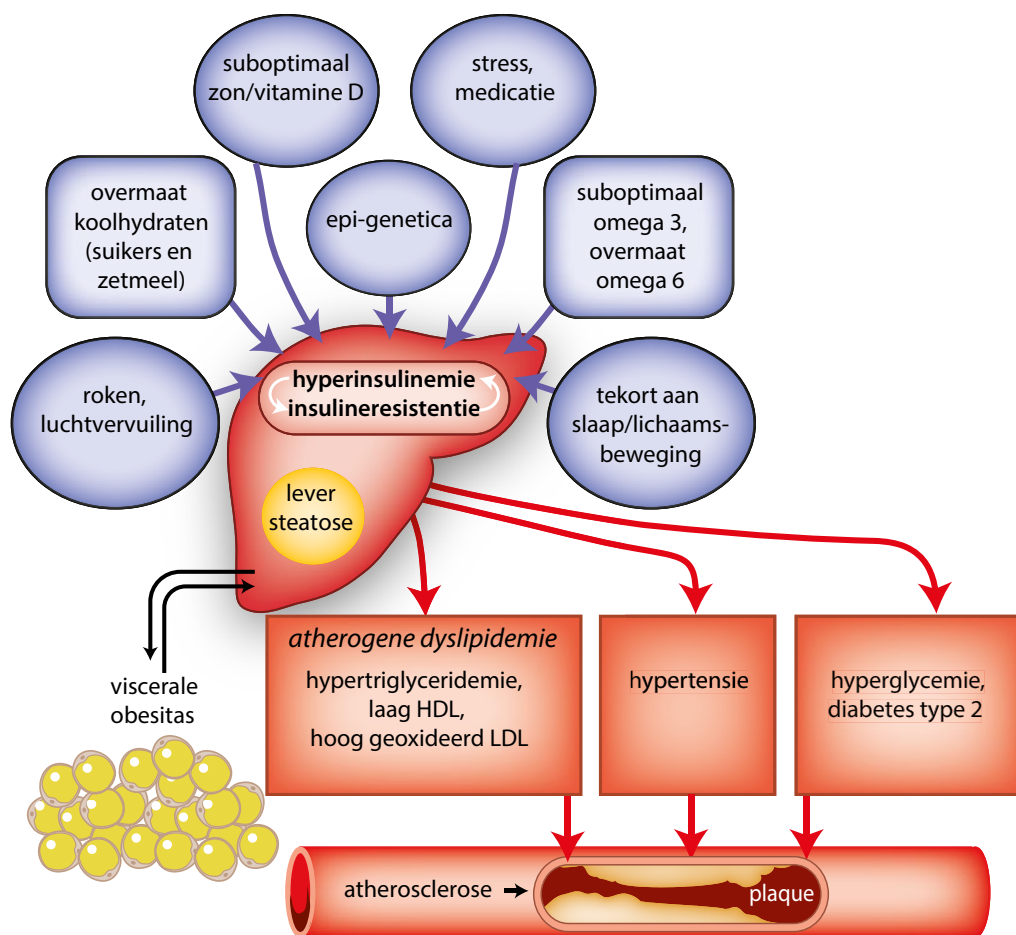 suboptimaal
zon/vitamine D
stress,
medicatie
overmaat
koolhydraten
(suikers en
zetmeel)
epi-genetica
suboptimaal
omega 3,
overmaat
omega 6
roken,
luchtvervuiling
hyperinsulinemie
insulineresistentie
tekort aan
slaap/lichaams-
beweging
lever
steatose
viscerale
obesitas
atherogene dyslipidemie
hypertriglyceridemie,
laag HDL,
hoog geoxideerd LDL
hypertensie
hyperglycemie,
diabetes type 2
atherosclerose
plaque